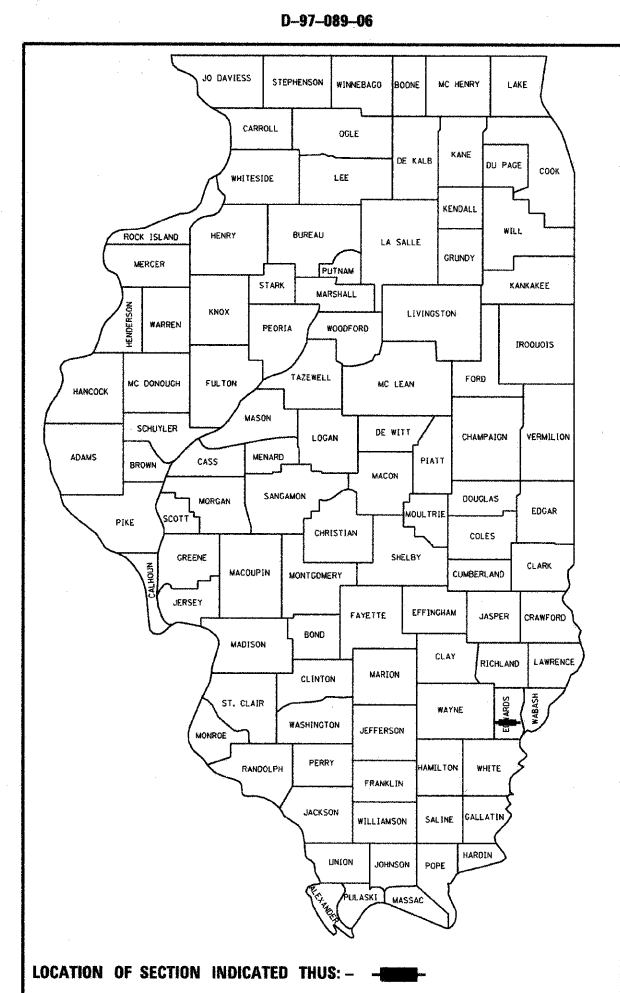 D-97-089-06
JO DAVIESS
STEPHENSON
WINNEBAGO
BOONE
MC HENRY
LAKE
CARROLL
OGLE
DE KALB
KANE
DU PAGE
COOK
WHITESIDE
LEE
KENDALL
WILL
ROCK ISLAND
HENRY
BUREAU
LA SALLE
GRUNDY
MERCER
PUTNAM
STARK
MARSHALL
KANKAKEE
HENDERSON
WARREN
KNOX
PEORIA
WOODFORD
LIVINGSTON
IROQUOIS
HANCOCK
MC DONOUGH
FULTON
TAZEWELL
MC LEAN
FORD
SCHUYLER
MASON
LOGAN
DE WITT
CHAMPAIGN
VERMILION
ADAMS
BROWN
CASS
MENARD
PIATT
MACON
PIKE
SCOTT
MORGAN
SANGAMON
CHRISTIAN
MOULTRIE
DOUGLAS
EDGAR
COLES
CALHOUN
GREENE
MACOUPIN
MONTGOMERY
SHELBY
CUMBERLAND
CLARK
JERSEY
FAYETTE
EFFINGHAM
JASPER
CRAWFORD
MADISON
BOND
CLAY
RICHLAND
LAWRENCE
CLINTON
MARION
ST. CLAIR
WAYNE
EDWARDS
WABASH
MONROE
WASHINGTON
JEFFERSON
RANDOLPH
PERRY
HAMILTON
WHITE
FRANKLIN
JACKSON
WILLIAMSON
SALINE
GALLATIN
UNION
JOHNSON
POPE
HARDIN
ALEXANDER
PULASKI
MASSAC
LOCATION OF SECTION INDICATED THUS: -